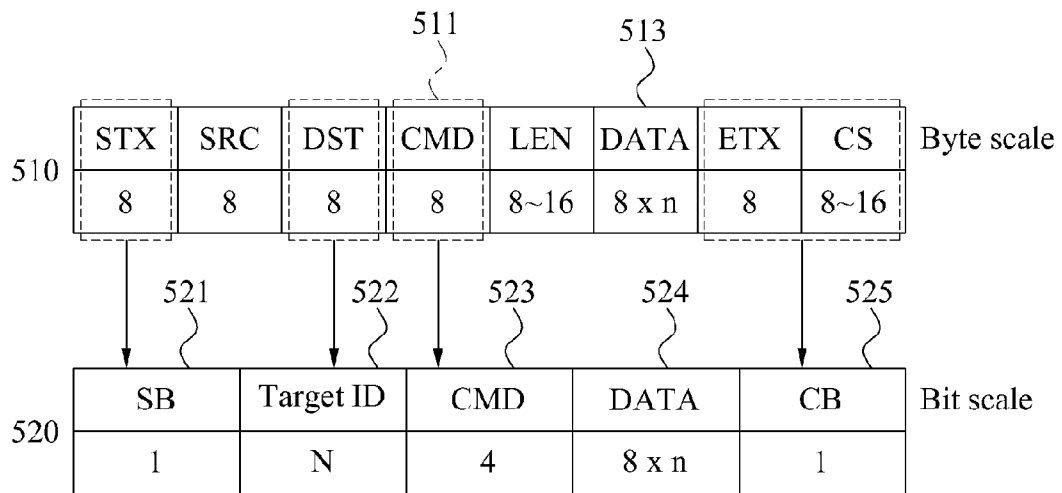 511 513
STX SRC DST CMD LEN DATA ETX CS Byte scale
510
8 8 8 8 8~16 8 x n 8 8~16
521 522 523 524 525
SB Target ID CMD DATA CB Bit scale
520
1 N 4 8 x n 1